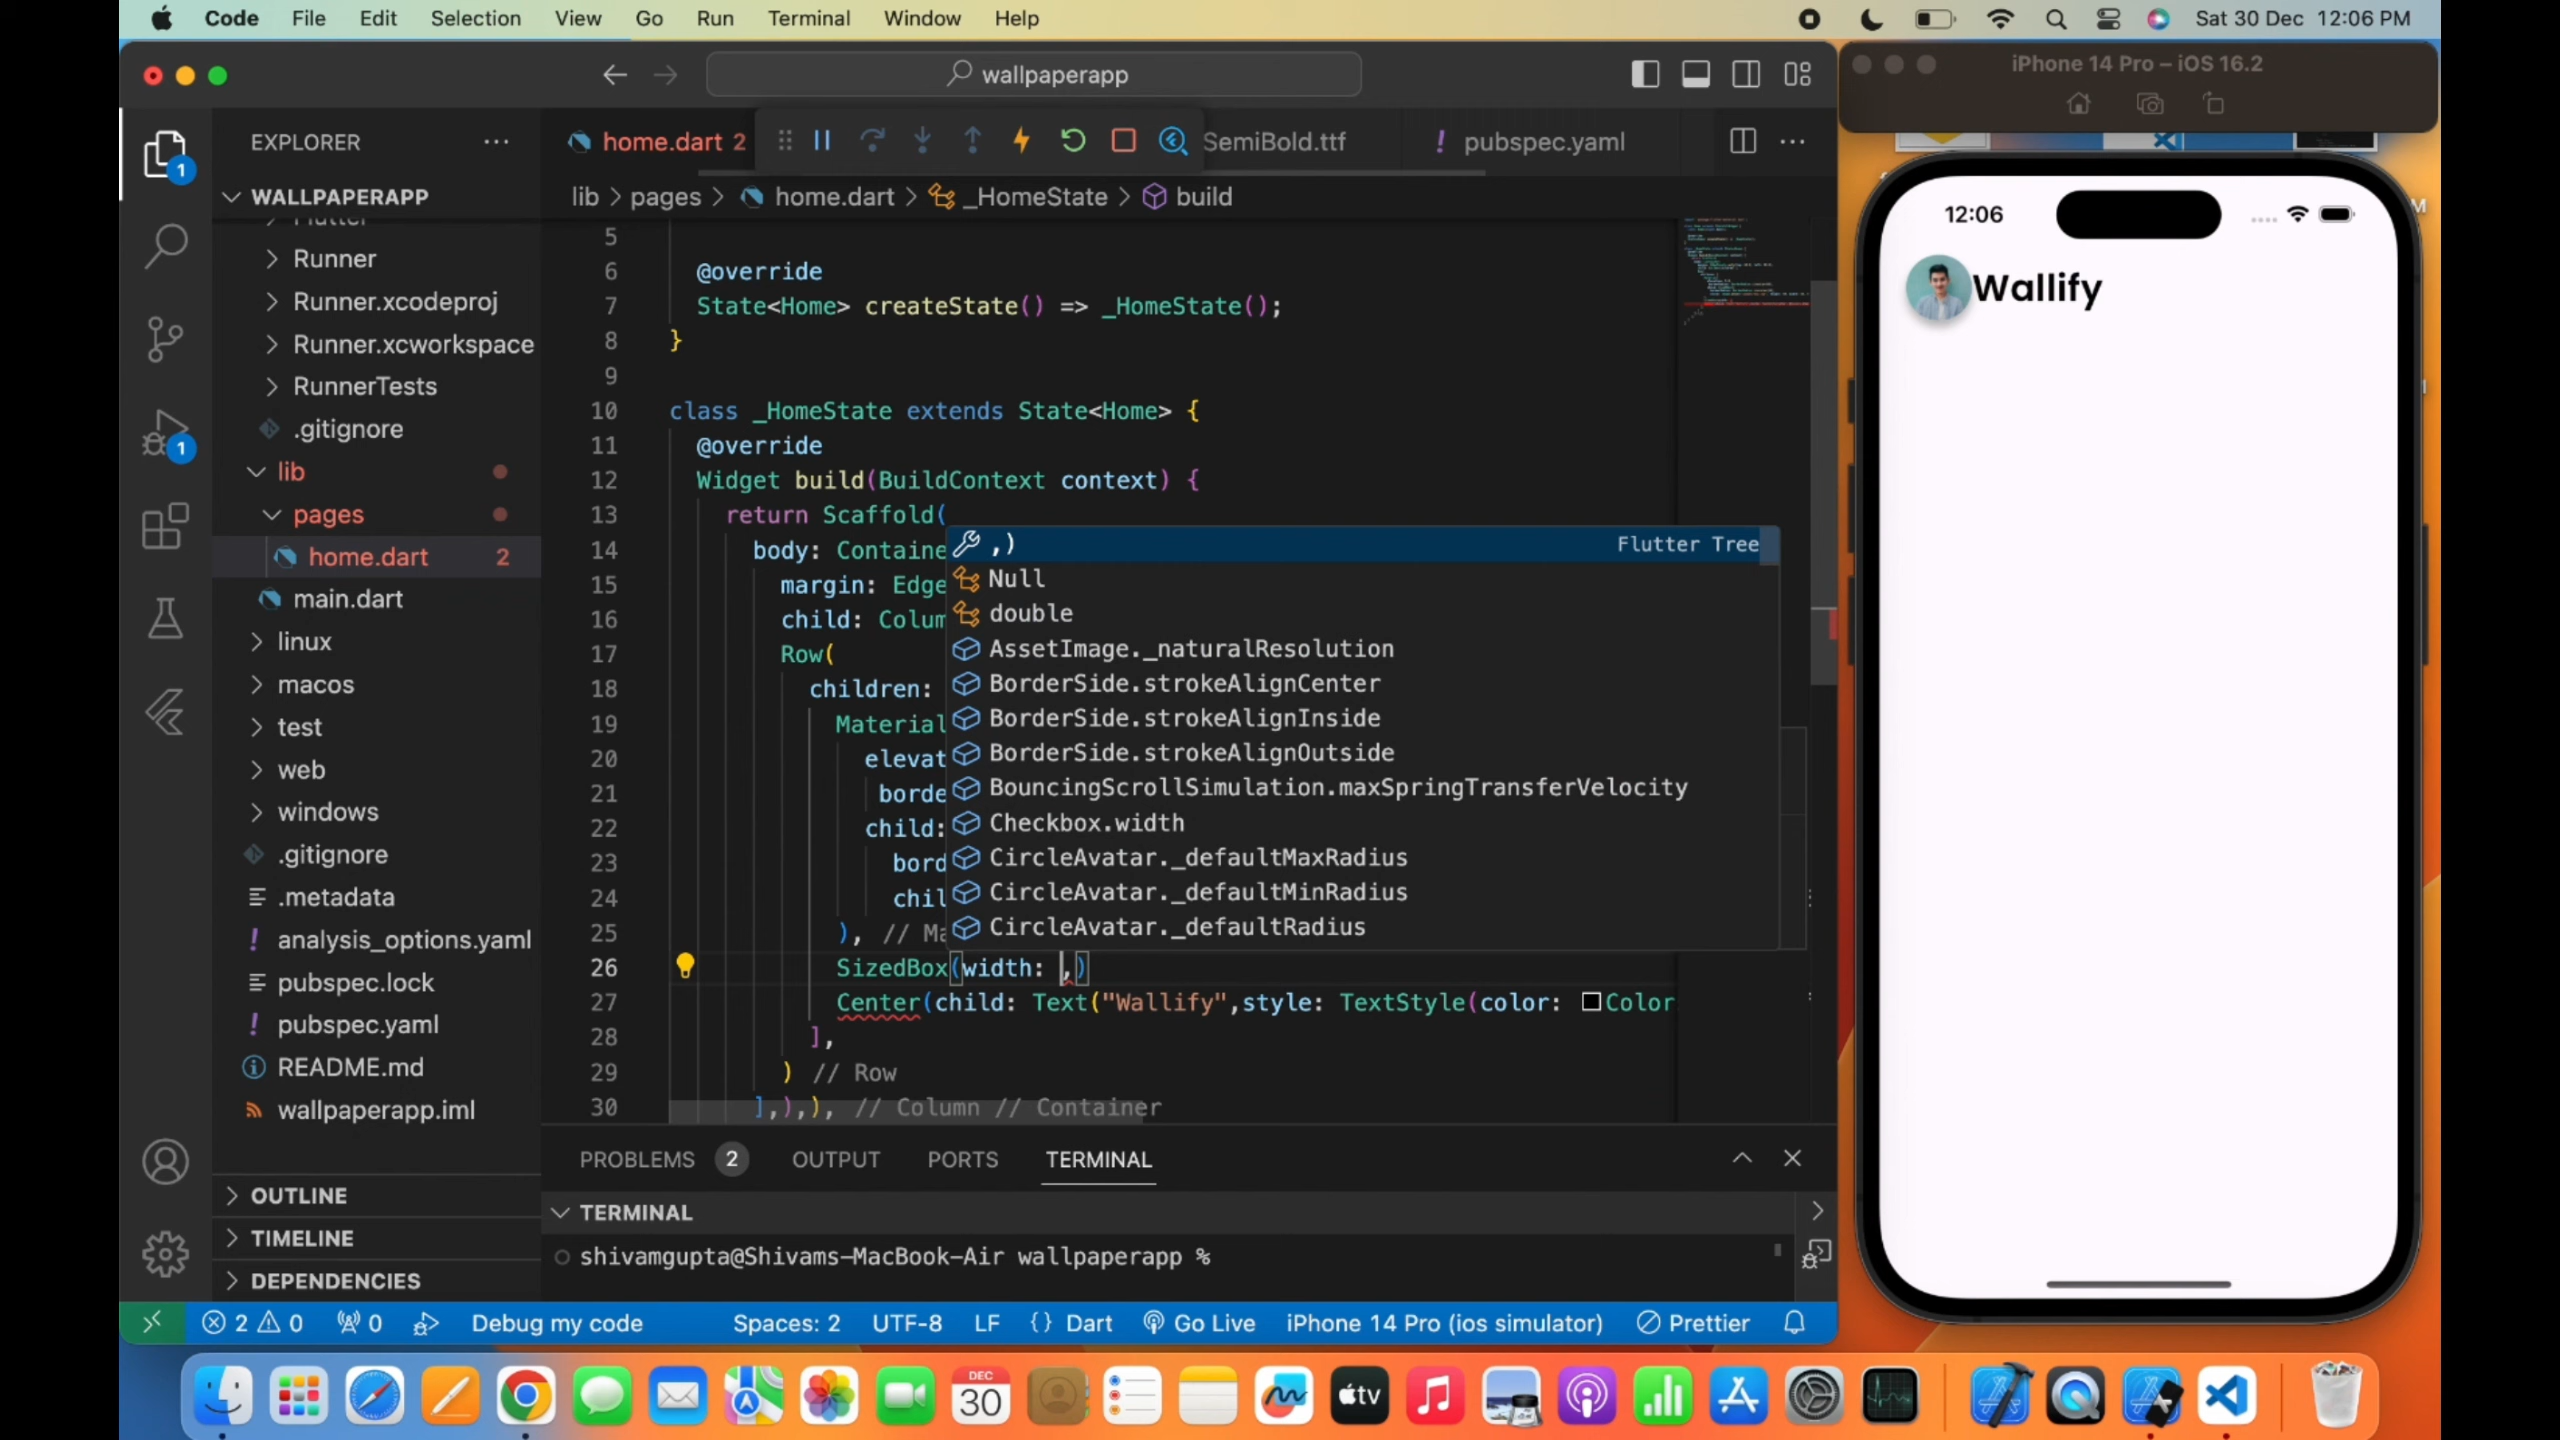 Code File Edit Selection View Go Run Terminal Window Help
Sat 30 Dec 12:06 PM
wallpaperapp
iPhone 14 Pro – iOS 16.2
EXPLORER
home.dart 2
SemiBold.ttf
! pubspec.yaml
WALLPAPERAPP
lib > pages > home.dart > _HomeState > build
Flutter
Runner
Runner.xcodeproj
Runner.xcworkspace
RunnerTests
.gitignore
lib
pages
home.dart 2
main.dart
linux
macos
test
web
windows
.gitignore
.metadata
! analysis_options.yaml
pubspec.lock
! pubspec.yaml
README.md
wallpaperapp.iml
OUTLINE
TIMELINE
DEPENDENCIES
1
1
5
6 @override
7 State<Home> createState() => _HomeState();
8 }
9
10 class _HomeState extends State<Home> {
11 @override
12 Widget build(BuildContext context) {
13 return Scaffold(
14 body: Containe
15 margin: Edge
16 child: Colum
17 Row(
18 children:
19 Material
20 elevat
21 borde
22 child:
23 bord
24 chil
25 ), // Ma
26 SizedBox(width: ,)
27 Center(child: Text("Wallify",style: TextStyle(color: Color
28 ],
29 ) // Row
30 ],),), // Column // Container
,) Flutter Tree
Null
double
AssetImage._naturalResolution
BorderSide.strokeAlignCenter
BorderSide.strokeAlignInside
BorderSide.strokeAlignOutside
BouncingScrollSimulation.maxSpringTransferVelocity
Checkbox.width
CircleAvatar._defaultMaxRadius
CircleAvatar._defaultMinRadius
CircleAvatar._defaultRadius
PROBLEMS 2 OUTPUT PORTS TERMINAL
TERMINAL
shivamgupta@Shivams-MacBook-Air wallpaperapp %
2 0 0 Debug my code Spaces: 2 UTF-8 LF {} Dart Go Live iPhone 14 Pro (ios simulator) Prettier
12:06
Wallify
DEC
30
tv